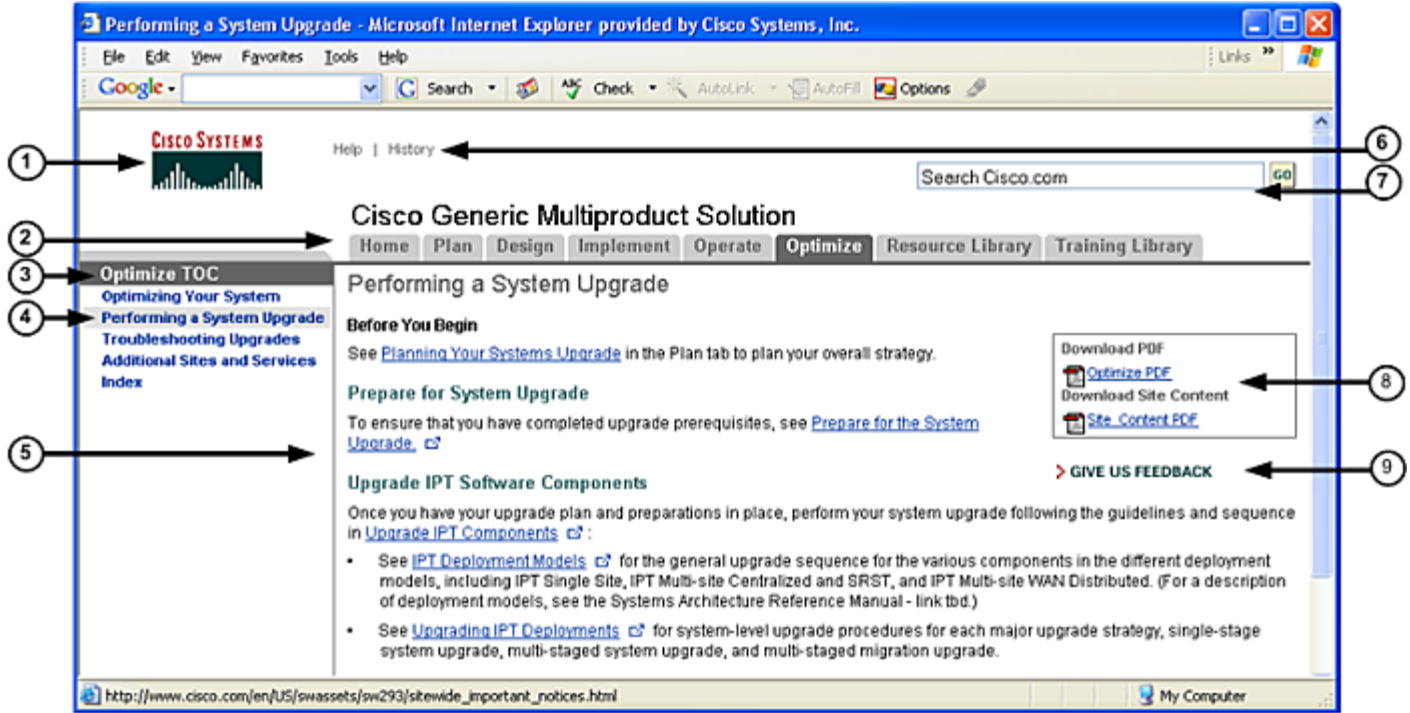 Performing a System Upgrade - Microsoft Internet Explorer provided by Cisco Systems, Inc.
File Edit View Favorites Tools Help Links »
Google Search Check AutoLink AutoFill Options
1
CISCO SYSTEMS
Help | History
6
Search Cisco.com GO
7
Cisco Generic Multiproduct Solution
2
Home Plan Design Implement Operate Optimize Resource Library Training Library
3
Optimize TOC
Optimizing Your System
4
Performing a System Upgrade
Troubleshooting Upgrades
Additional Sites and Services
Index
5
Performing a System Upgrade
Before You Begin
See Planning Your Systems Upgrade in the Plan tab to plan your overall strategy.
Prepare for System Upgrade
To ensure that you have completed upgrade prerequisites, see Prepare for the System
Upgrade.
Download PDF
Optimize PDF
8
Download Site Content
Site Content PDF
> GIVE US FEEDBACK
9
Upgrade IPT Software Components
Once you have your upgrade plan and preparations in place, perform your system upgrade following the guidelines and sequence
in Upgrade IPT Components :
• See IPT Deployment Models for the general upgrade sequence for the various components in the different deployment
models, including IPT Single Site, IPT Multi-site Centralized and SRST, and IPT Multi-site WAN Distributed. (For a description
of deployment models, see the Systems Architecture Reference Manual - link tbd.)
• See Upgrading IPT Deployments for system-level upgrade procedures for each major upgrade strategy, single-stage
system upgrade, multi-staged system upgrade, and multi-staged migration upgrade.
http://www.cisco.com/en/US/swassets/sw293/sitewide_important_notices.html My Computer